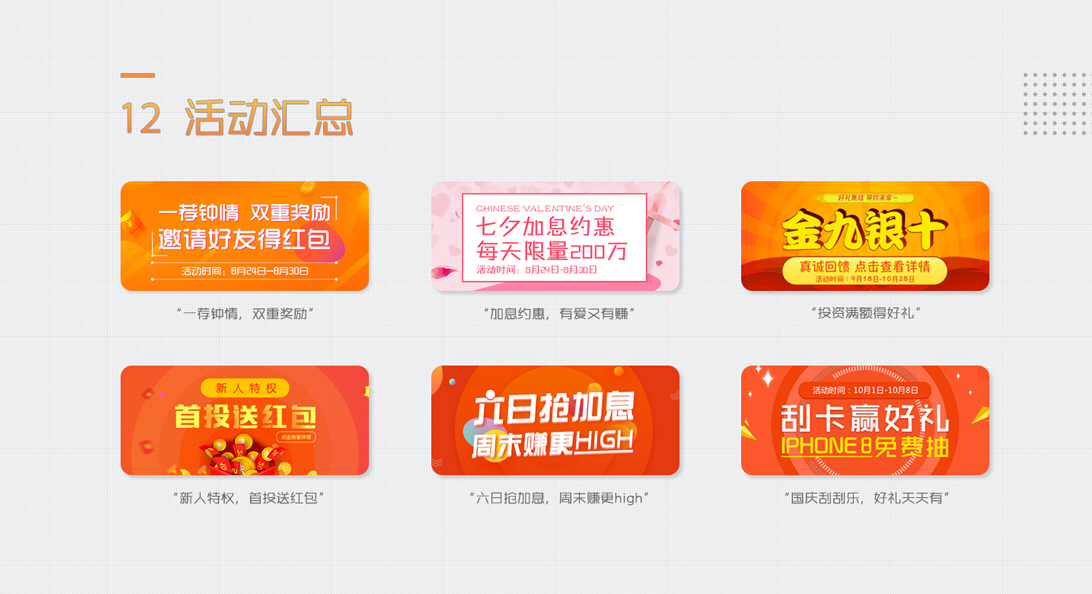 12 活动汇总
一荐钟情 双重奖励
邀请好友得红包
活动时间：8月24日—8月30日
“一荐钟情，双重奖励”
CHINESE VALENTINE'S DAY
七夕加息约惠
每天限量200万
活动时间：8月24日-8月30日
“加息约惠，有爱又有赚”
好礼集结 等你来拿~
金九银十
真诚回馈 点击查看详情
活动时间：9月18日-10月28日
“投资满额得好礼”
新人特权
首投送红包
点击查看详情
“新人特权，首投送红包”
六日抢加息
周末赚更HIGH
“六日抢加息，周末赚更high”
活动时间：10月1日-10月8日
刮卡赢好礼
IPHONE8免费抽
“国庆刮刮乐，好礼天天有”